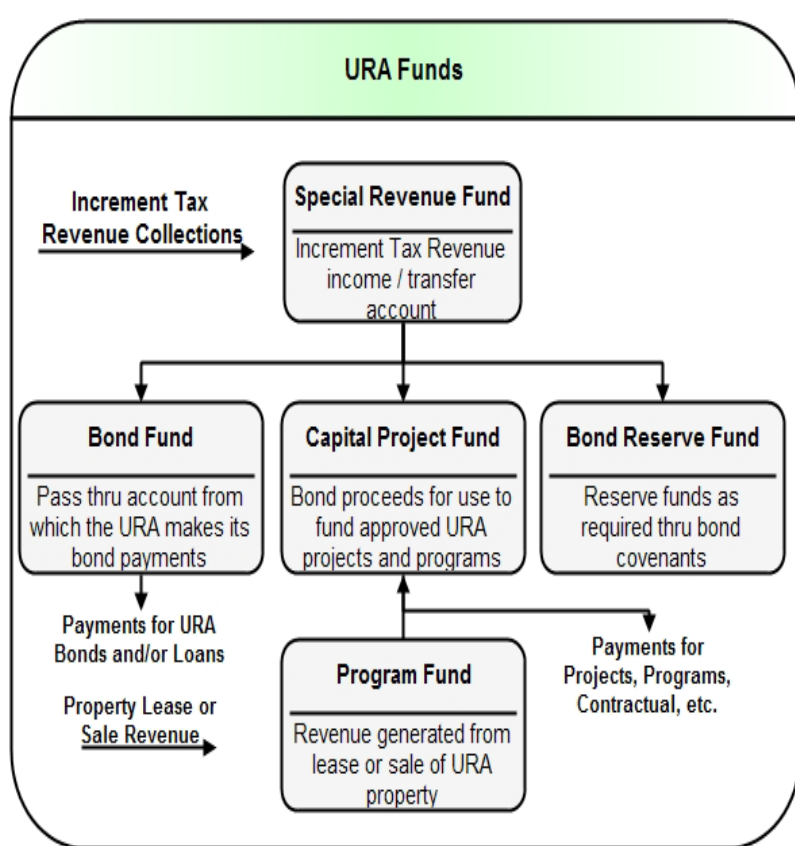 URA Funds
Increment Tax
Revenue Collections
Special Revenue Fund
Increment Tax Revenue
income / transfer
account
Bond Fund
Pass thru account from
which the URA makes its
bond payments
Capital Project Fund
Bond proceeds for use to
fund approved URA
projects and programs
Bond Reserve Fund
Reserve funds as
required thru bond
covenants
Payments for URA
Bonds and/or Loans
Payments for
Projects, Programs,
Contractual, etc.
Property Lease or
Sale Revenue
Program Fund
Revenue generated from
lease or sale of URA
property